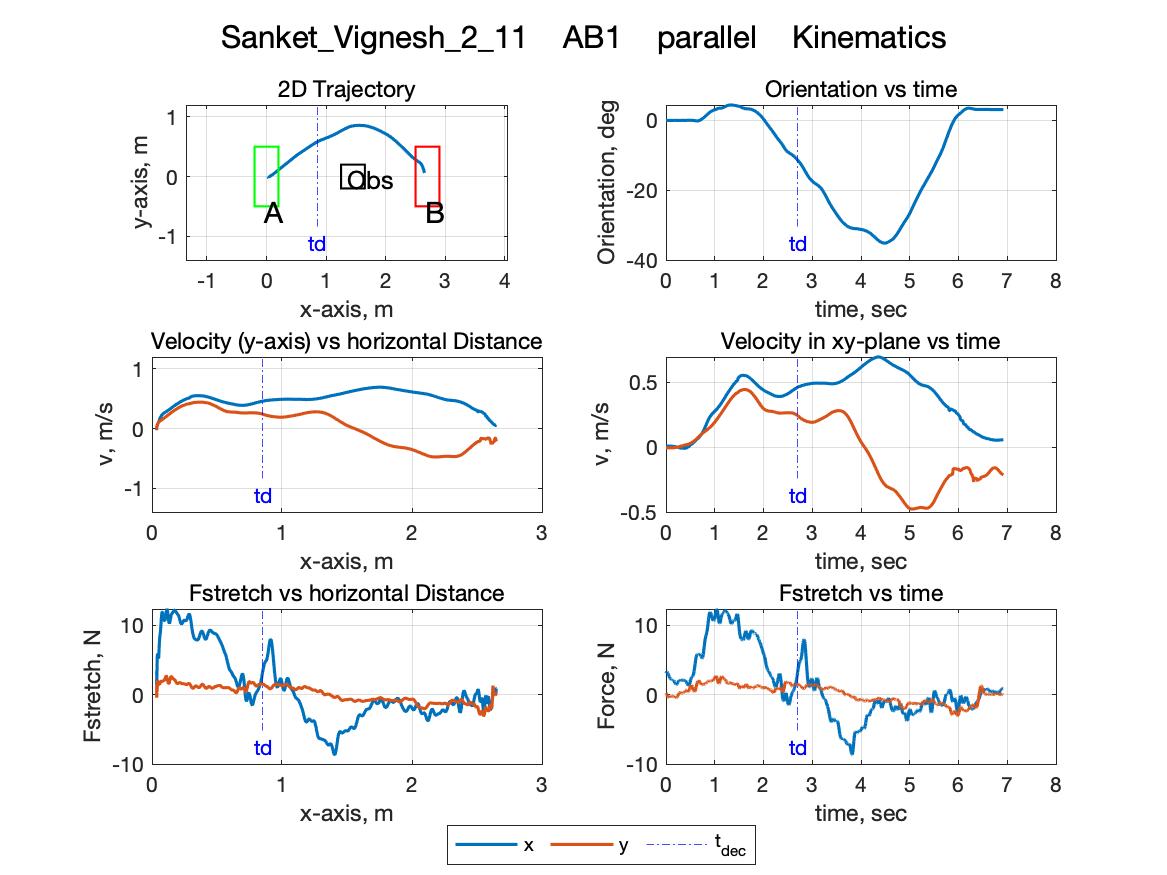 Sanket_Vignesh_2_11 AB1 parallel Kinematics
2D Trajectory
y-axis, m
1
0
-1
A
Obs
B
td
-1 0 1 2 3 4
x-axis, m
Orientation vs time
Orientation, deg
0
-20
-40
td
0 1 2 3 4 5 6 7 8
time, sec
Velocity (y-axis) vs horizontal Distance
v, m/s
1
0
-1
td
0 1 2 3
x-axis, m
Velocity in xy-plane vs time
v, m/s
0.5
0
-0.5
td
0 1 2 3 4 5 6 7 8
time, sec
Fstretch vs horizontal Distance
Fstretch, N
10
0
-10
td
0 1 2 3
x-axis, m
Fstretch vs time
Force, N
10
0
-10
td
0 1 2 3 4 5 6 7 8
time, sec
x y tdec